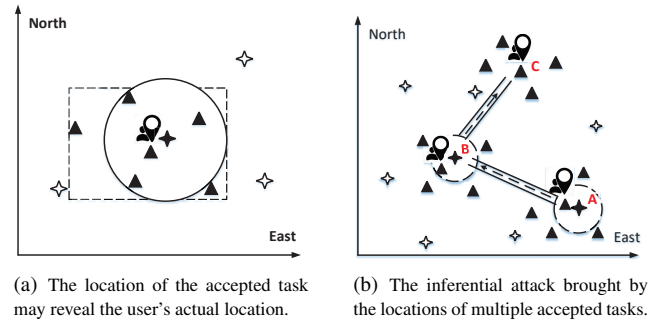 North
East
North
C
B
A
East
(a) The location of the accepted task
may reveal the user's actual location.
(b) The inferential attack brought by
the locations of multiple accepted tasks.